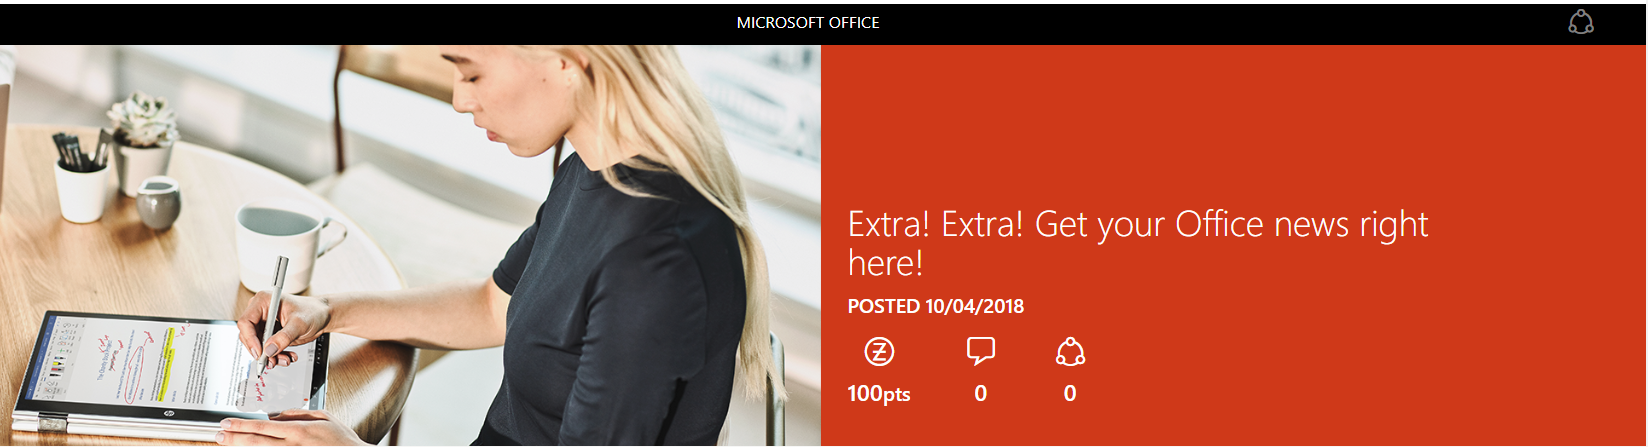 MICROSOFT OFFICE
Extra! Extra! Get your Office news right
here!
POSTED 10/04/2018
100pts
0
0